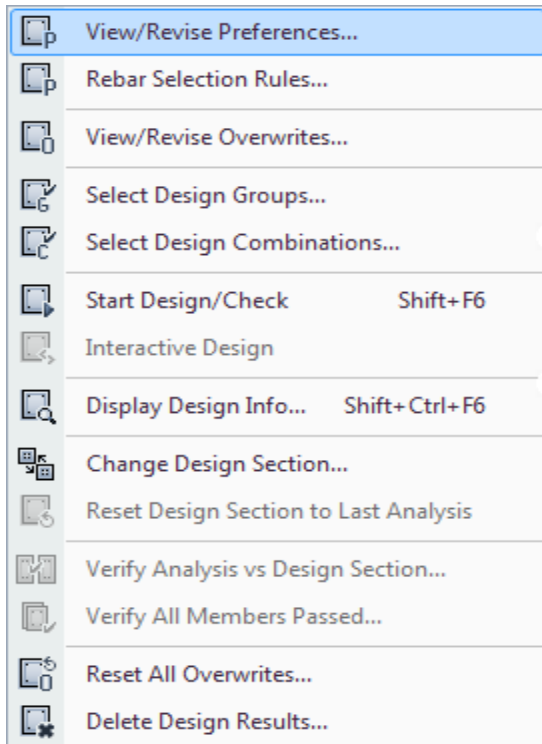 View/Revise Preferences...
Rebar Selection Rules...
View/Revise Overwrites...
Select Design Groups...
Select Design Combinations...
Start Design/Check Shift+F6
Interactive Design
Display Design Info... Shift+Ctrl+F6
Change Design Section...
Reset Design Section to Last Analysis
Verify Analysis vs Design Section...
Verify All Members Passed...
Reset All Overwrites...
Delete Design Results...